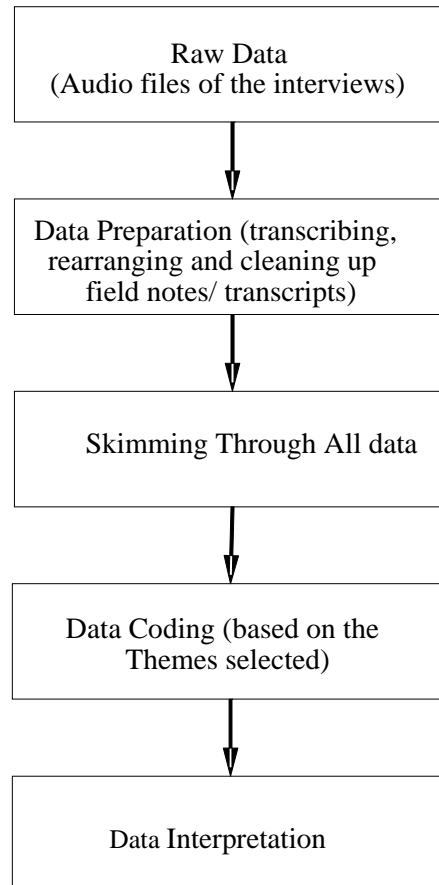 Raw Data
(Audio files of the interviews)
Data Preparation (transcribing,
rearranging and cleaning up
field notes/ transcripts)
Skimming Through All data
Data Coding (based on the
Themes selected)
Data Interpretation